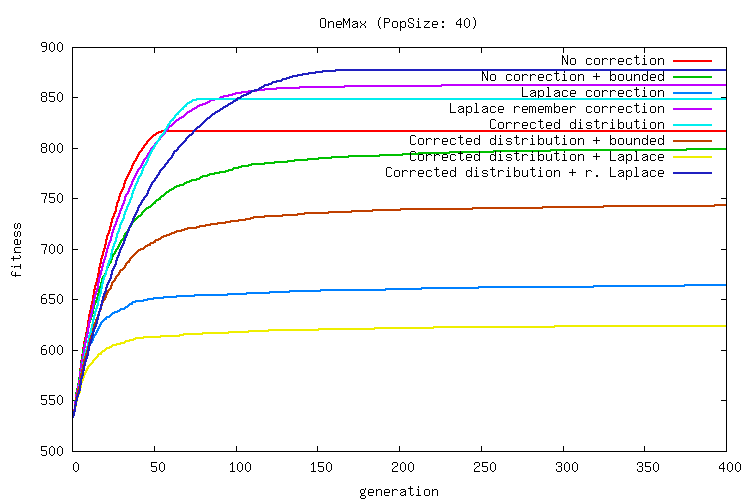 OneMax (PopSize: 40)
900
850
800
750
700
650
600
550
500
fitness
No correction
No correction + bounded
Laplace correction
Laplace remember correction
Corrected distribution
Corrected distribution + bounded
Corrected distribution + Laplace
Corrected distribution + r. Laplace
0 50 100 150 200 250 300 350 400
generation